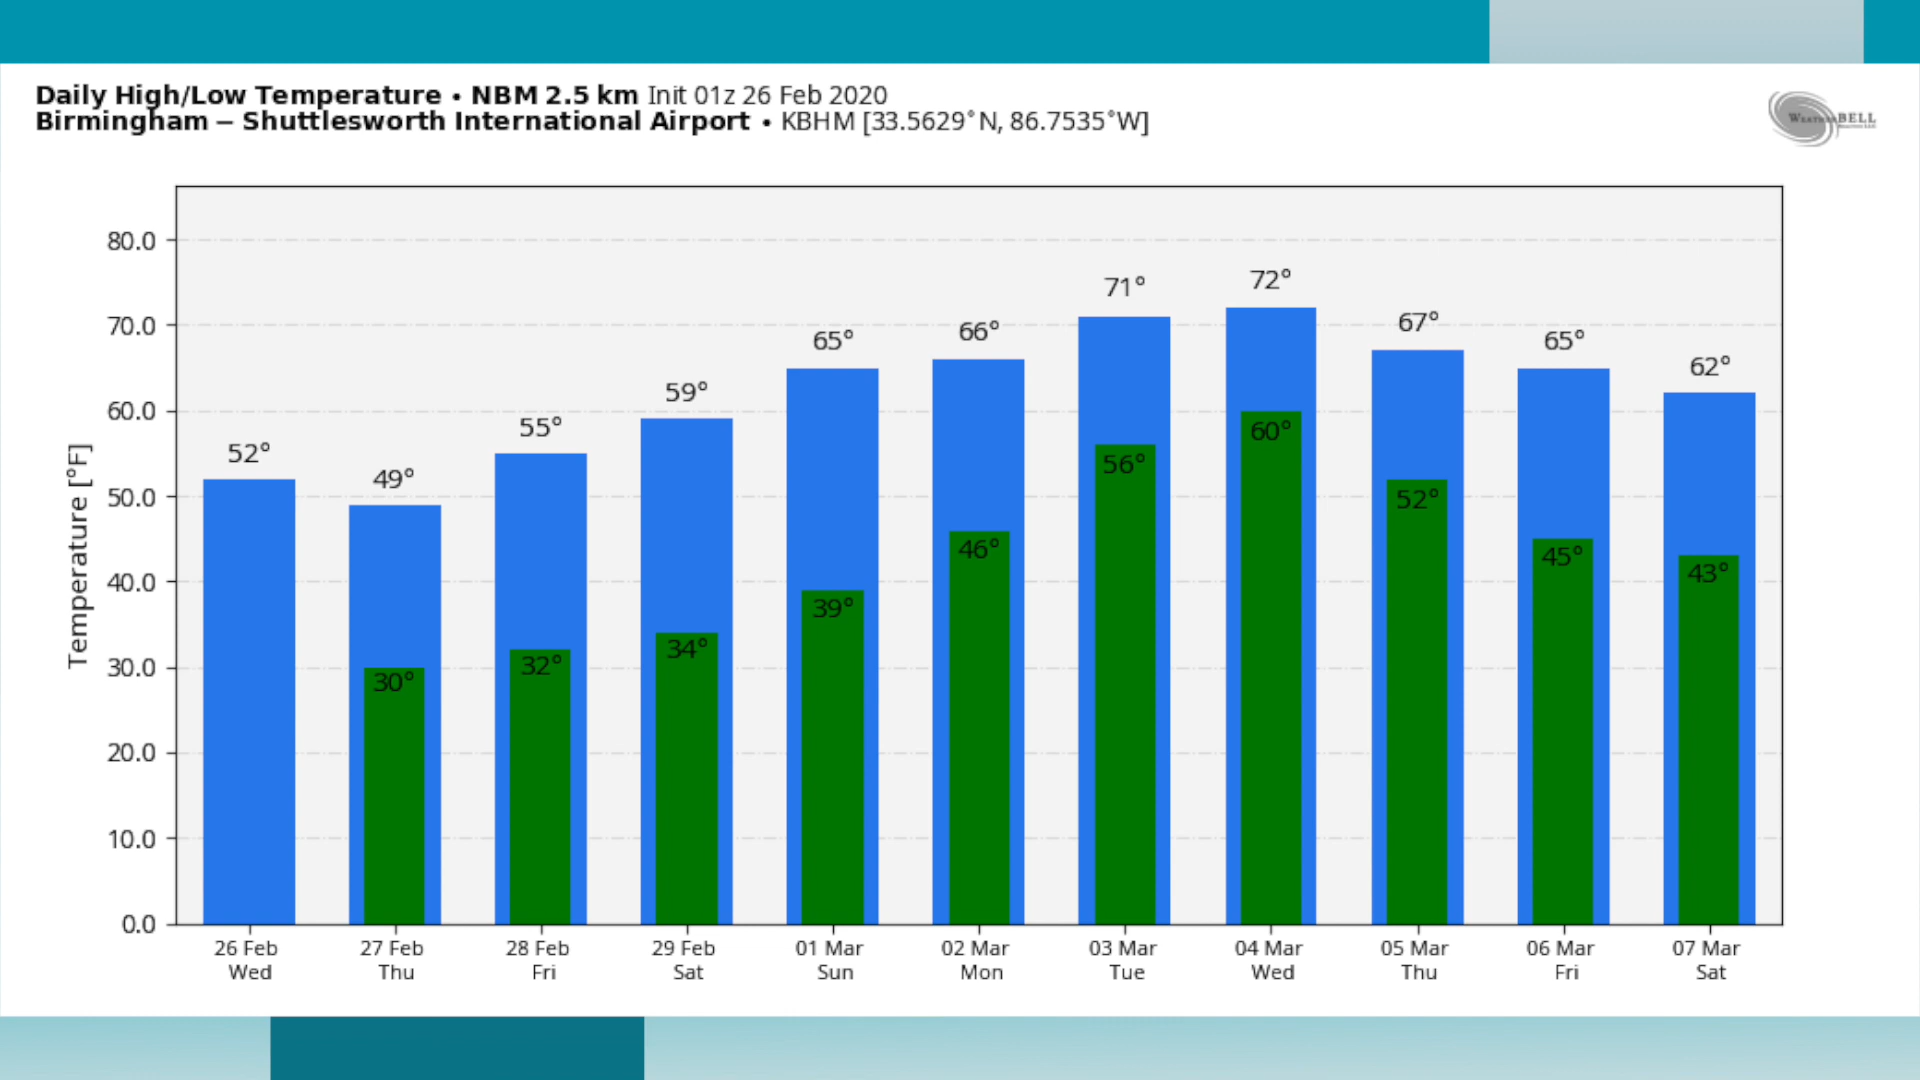 Daily High/Low Temperature • NBM 2.5 km Init 01z 26 Feb 2020
Birmingham – Shuttlesworth International Airport • KBHM [33.5629°N, 86.7535°W]
WEATHERBELL
Temperature [°F]
80.0
70.0
60.0
50.0
40.0
30.0
20.0
10.0
0.0
52° 49° 55° 59° 65° 66° 71° 72° 67° 65° 62°
30° 32° 34° 39° 46° 56° 60° 52° 45° 43°
26 Feb 27 Feb 28 Feb 29 Feb 01 Mar 02 Mar 03 Mar 04 Mar 05 Mar 06 Mar 07 Mar
Wed Thu Fri Sat Sun Mon Tue Wed Thu Fri Sat